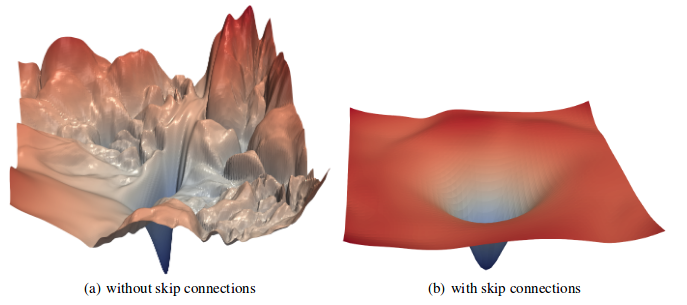 (a) without skip connections
(b) with skip connections